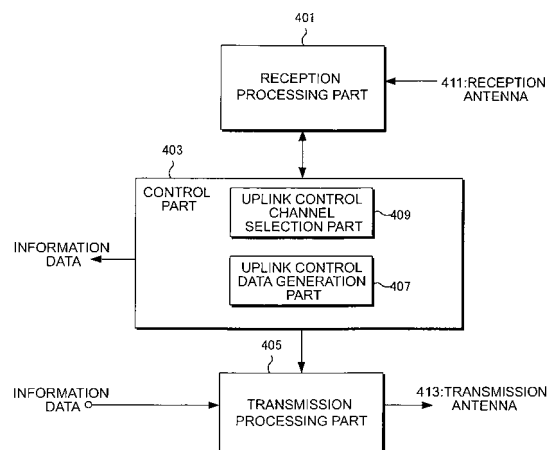 401
RECEPTION
PROCESSING PART
411:RECEPTION
ANTENNA
403
CONTROL
PART
UPLINK CONTROL
CHANNEL
SELECTION PART
409
INFORMATION
DATA
UPLINK CONTROL
DATA GENERATION
PART
407
405
INFORMATION
DATA
TRANSMISSION
PROCESSING PART
413:TRANSMISSION
ANTENNA